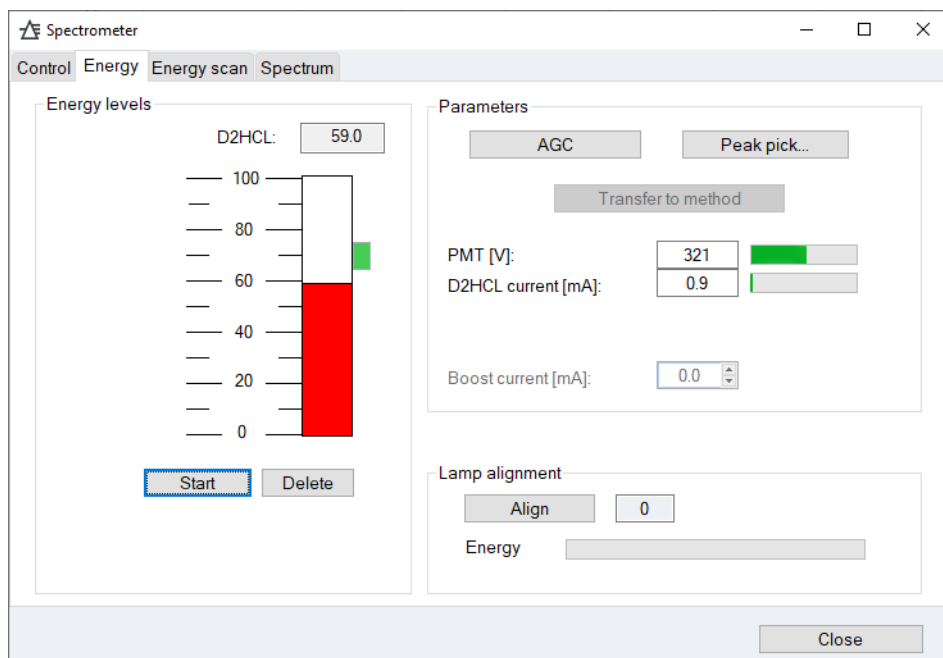 Spectrometer
Control Energy Energy scan Spectrum
Energy levels
D2HCL: 59.0
100
80
60
40
20
0
Start Delete
Parameters
AGC Peak pick...
Transfer to method
PMT [V]: 321
D2HCL current [mA]: 0.9
Boost current [mA]: 0.0
Lamp alignment
Align 0
Energy
Close